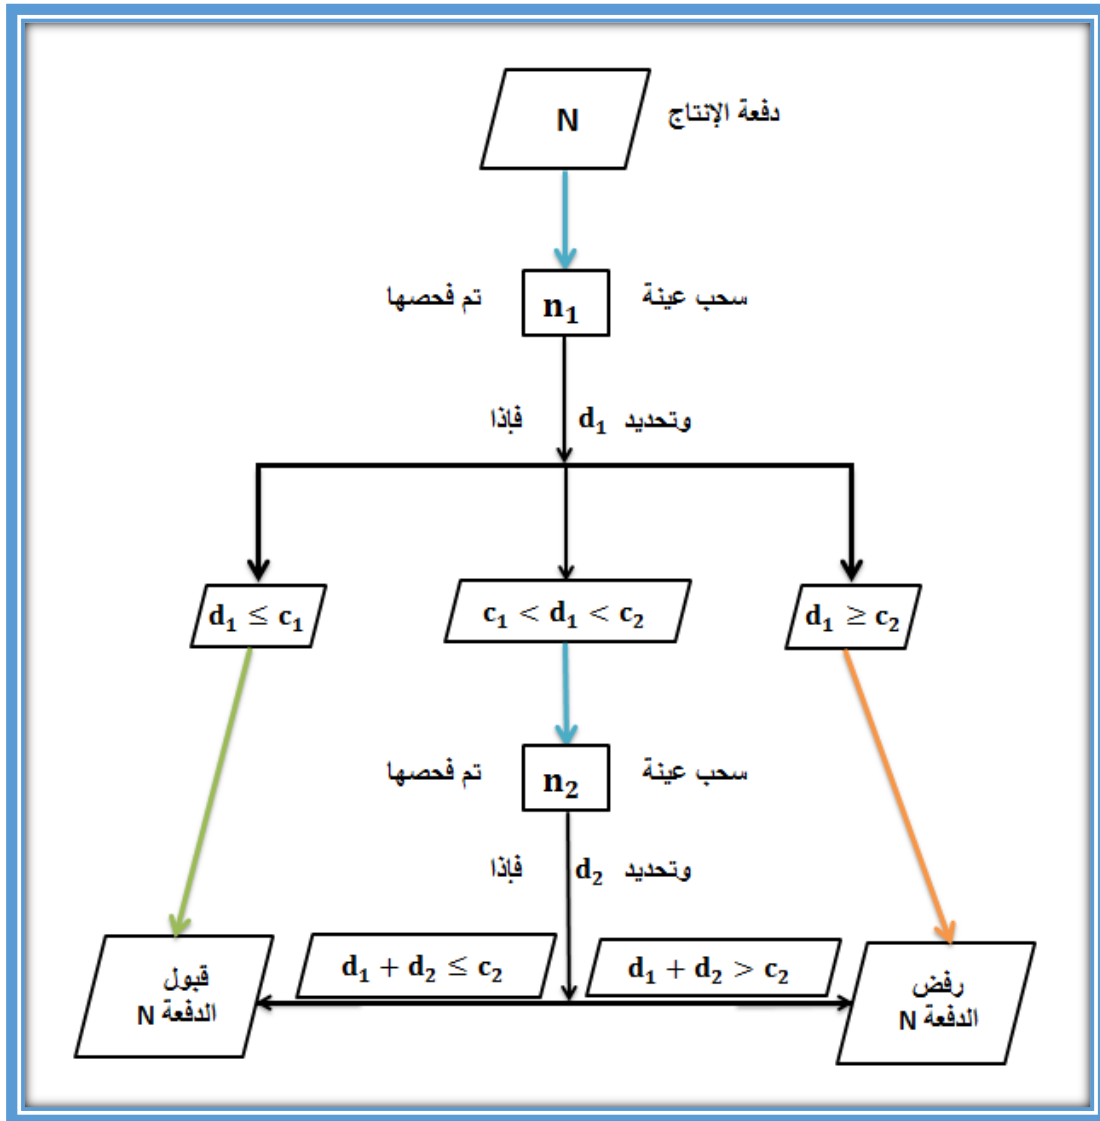 دفعة الإنتاج
N
سحب عينة n₁ تم فحصها
وتحديد d₁ فإذا
d₁ ≥ c₂
c₁ < d₁ < c₂
d₁ ≤ c₁
سحب عينة n₂ تم فحصها
وتحديد d₂ فإذا
d₁ + d₂ > c₂
d₁ + d₂ ≤ c₂
رفض
الدفعة N
قبول
الدفعة N